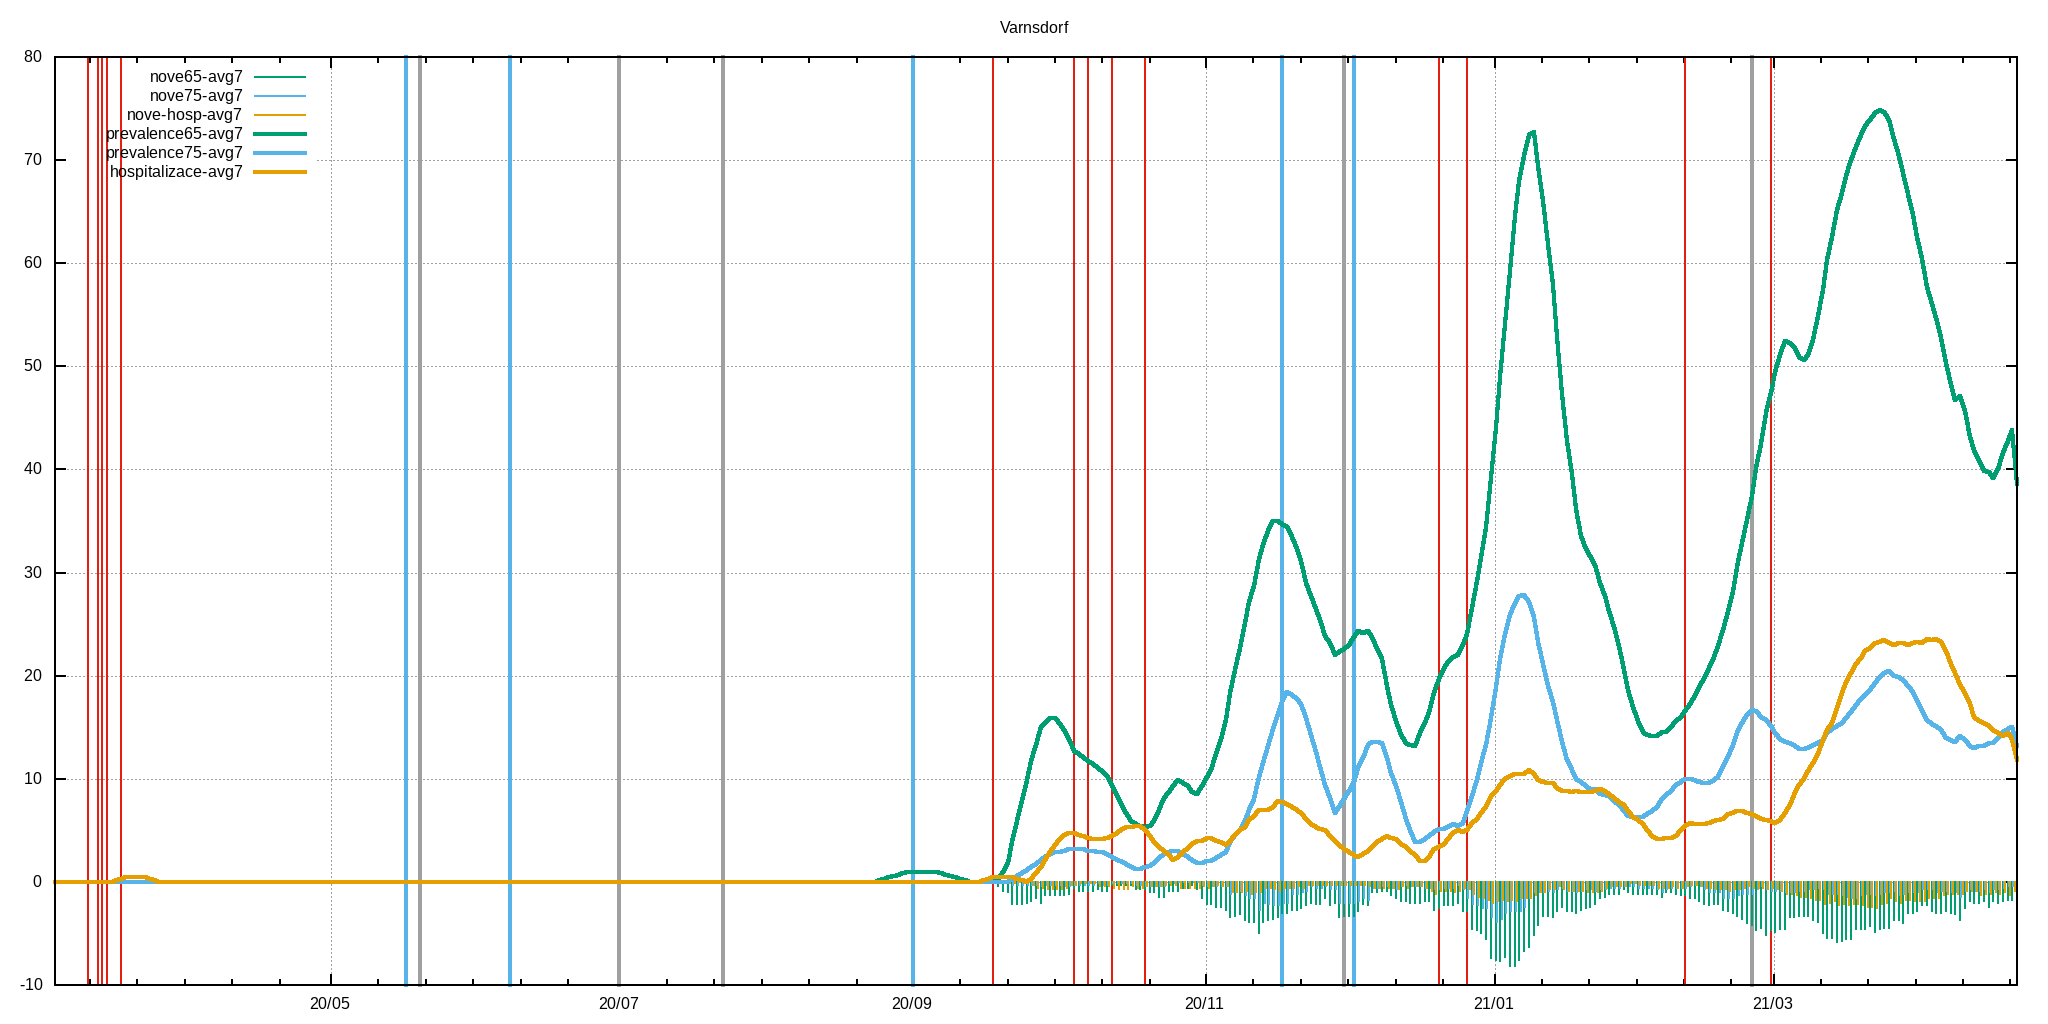 Varnsdorf
80
70
60
50
40
30
20
10
0
-10
nove65-avg7
nove75-avg7
nove-hosp-avg7
prevalence65-avg7
prevalence75-avg7
hospitalizace-avg7
20/05 20/07 20/09 20/11 21/01 21/03